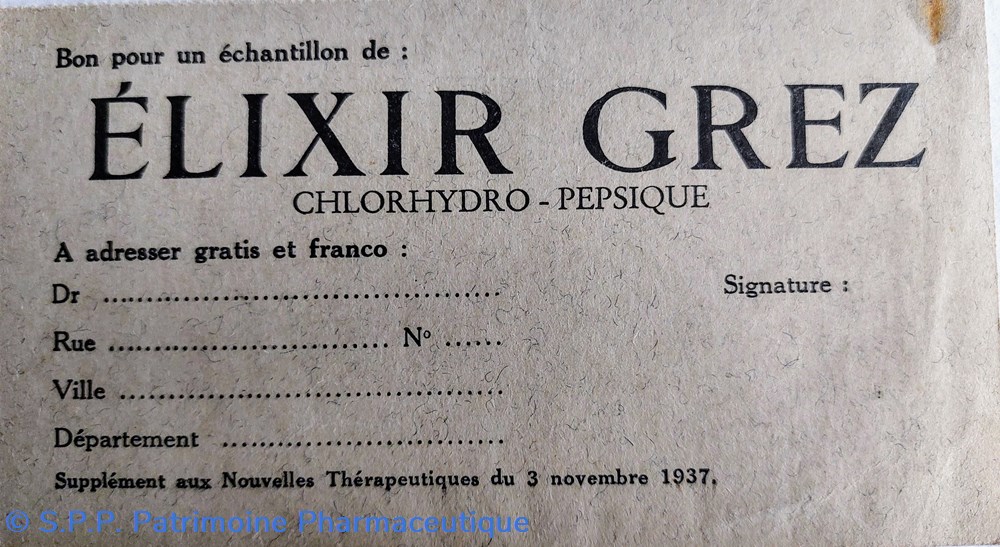 Bon pour un échantillon de :
ÉLIXIR GREZ
CHLORHYDRO - PEPSIQUE
A adresser gratis et franco :
Dr ..........................................
Signature :
Rue .............................. Nº ......
Ville ..........................................
Département ..............................
Supplément aux Nouvelles Thérapeutiques du 3 novembre 1937.
© S.P.P. Patrimoine Pharmaceutique